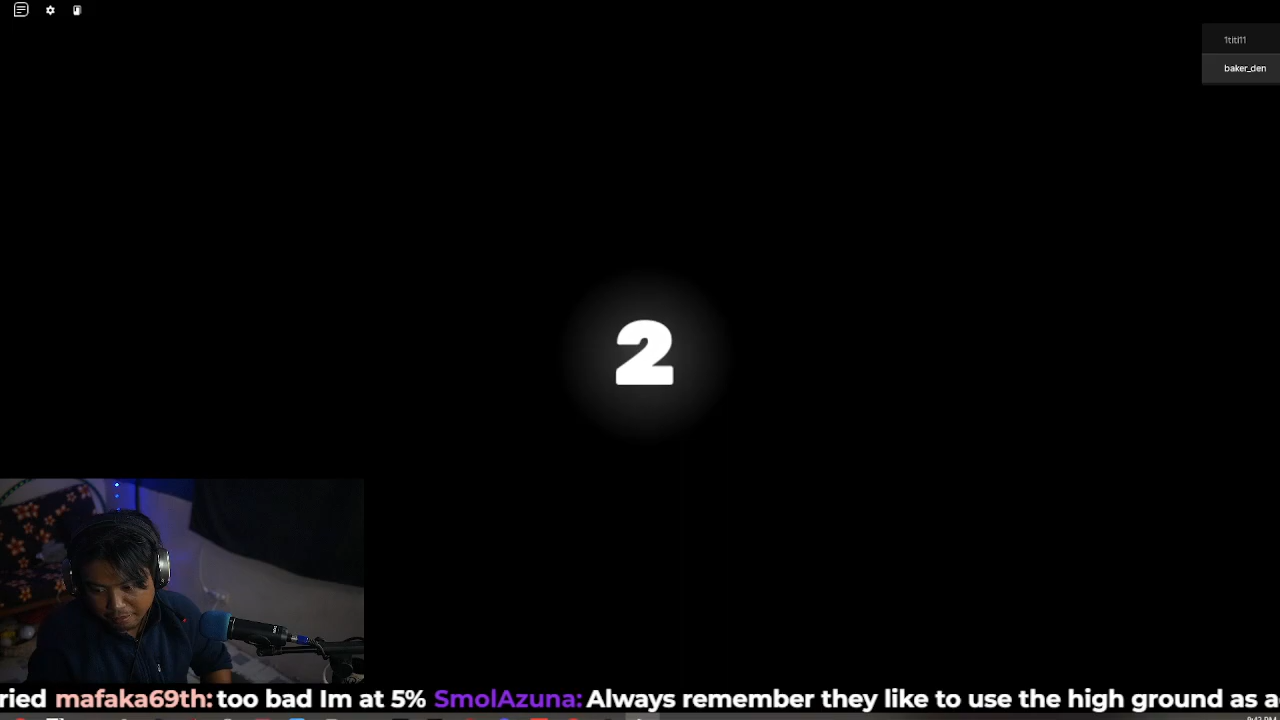 1titl11
baker_den
2
ried mafaka69th: too bad Im at 5% SmolAzuna: Always remember they like to use the high ground as a